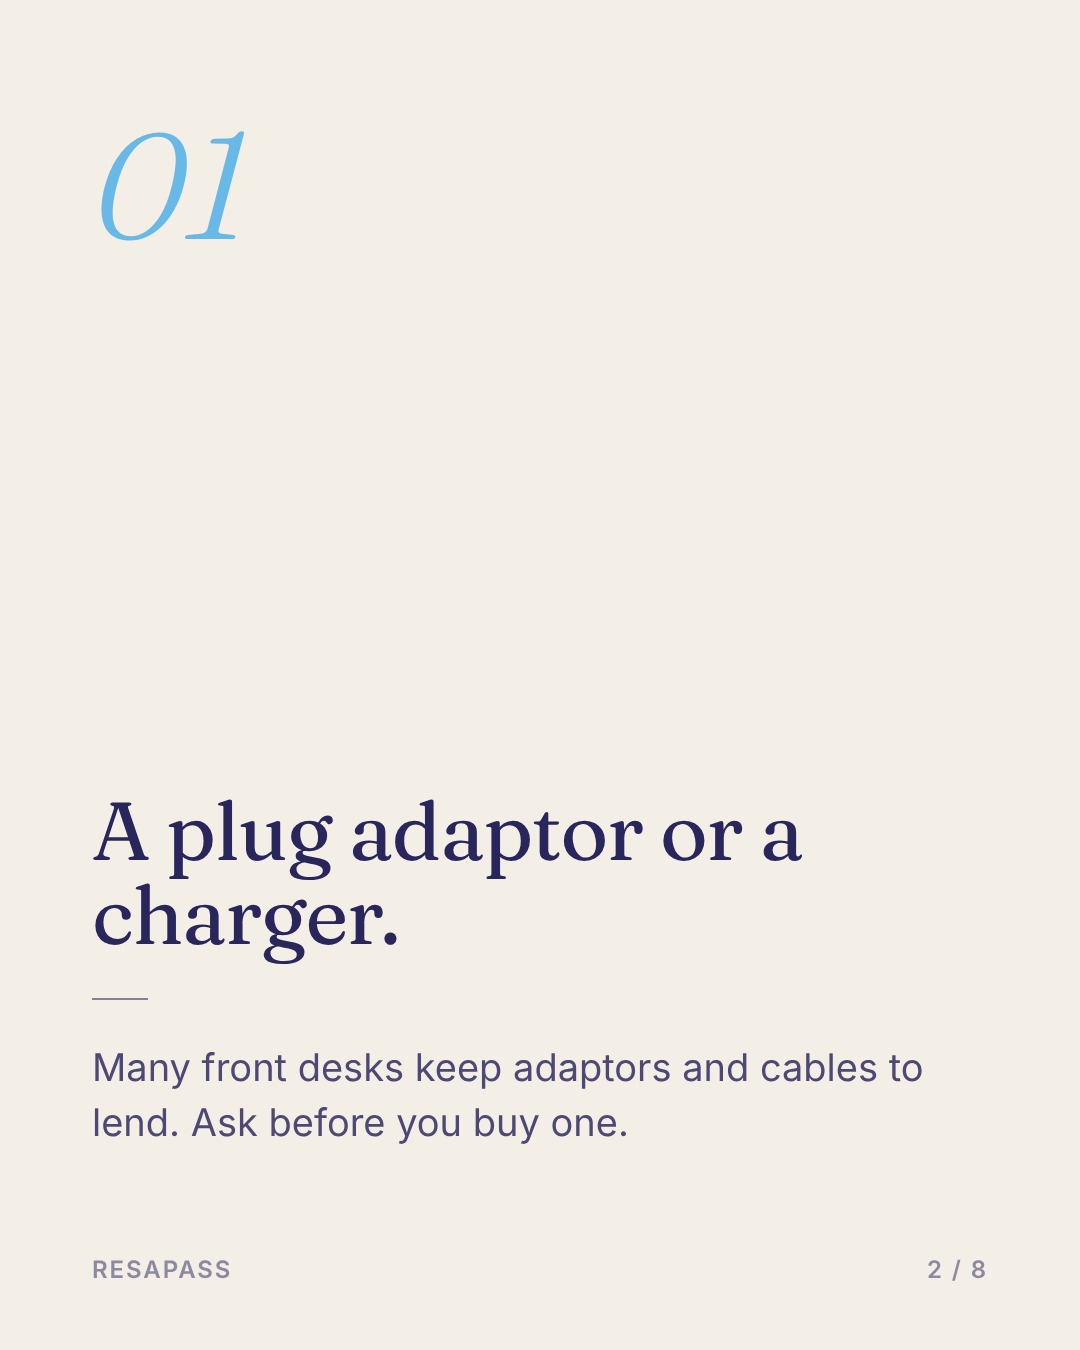 01
A plug adaptor or a
charger.
Many front desks keep adaptors and cables to
lend. Ask before you buy one.
RESAPASS
2 / 8